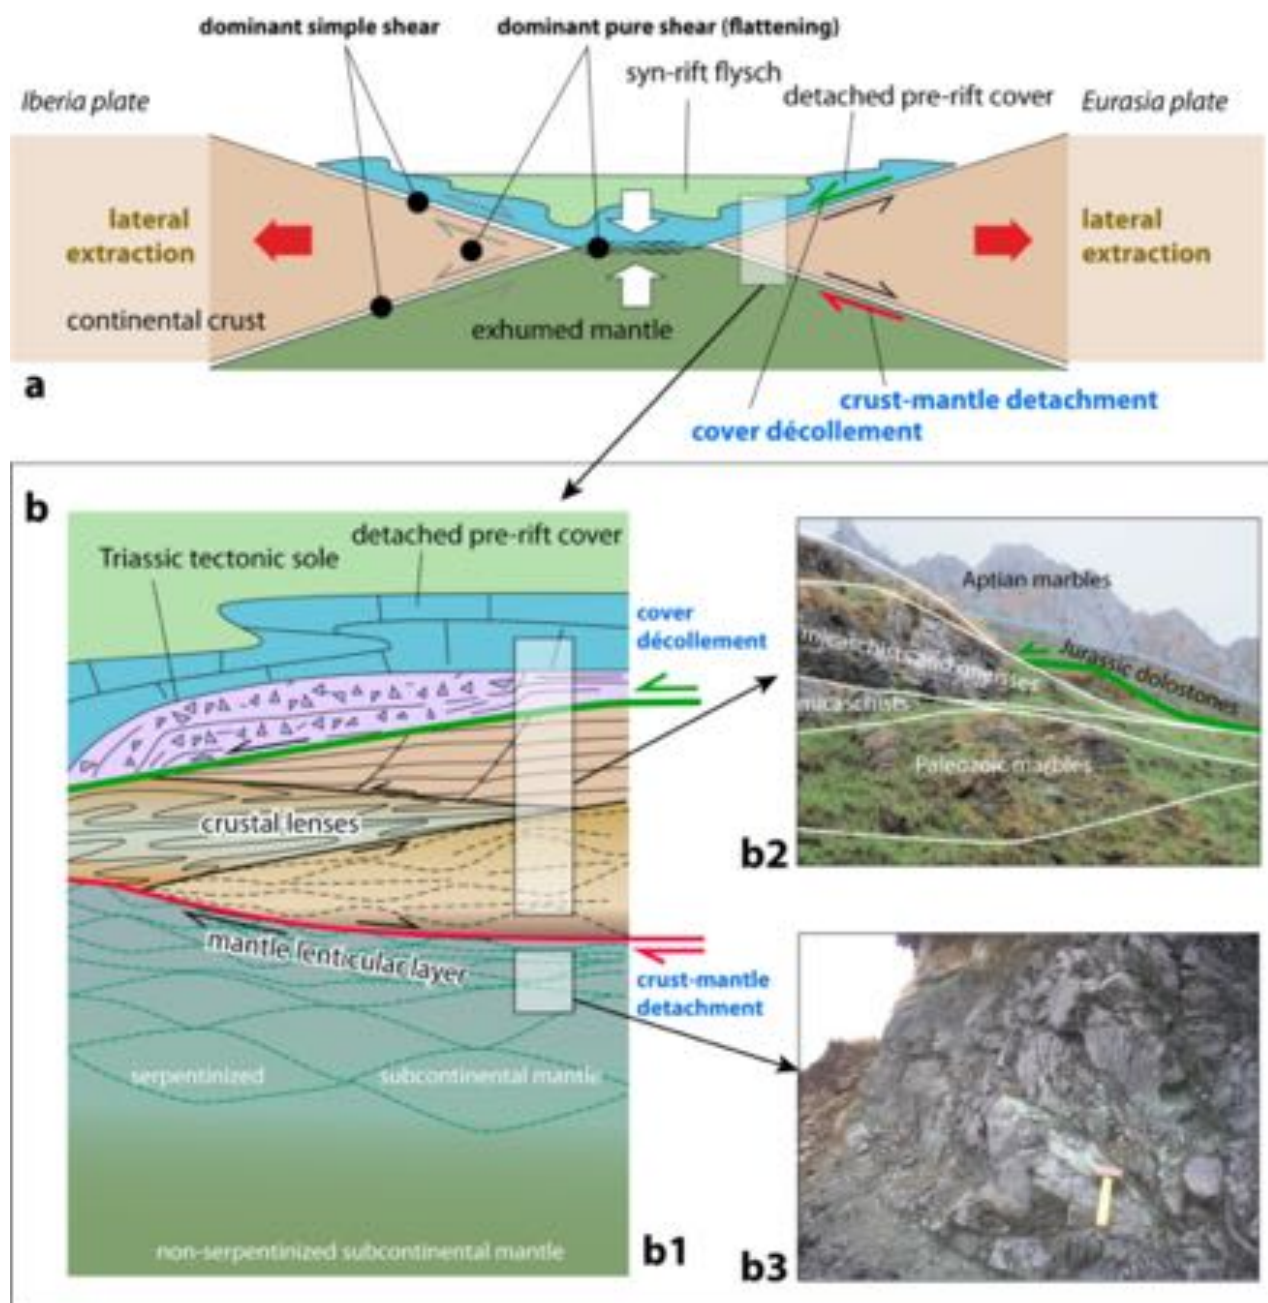 dominant simple shear
dominant pure shear (flattening)
syn-rift flysch
Iberia plate
detached pre-rift cover
Eurasia plate
lateral
extraction
lateral
extraction
continental crust
exhumed mantle
a
crust-mantle detachment
cover décollement
b
detached pre-rift cover
Triassic tectonic sole
cover
décollement
crustal lenses
mantle lenticular layer
crust-mantle
detachment
serpentinized
subcontinental mantle
non-serpentinized subcontinental mantle
b1
Aptian marbles
Jurassic dolostones
micaschists and gneisses
micaschists
Paleozoic marbles
b2
b3